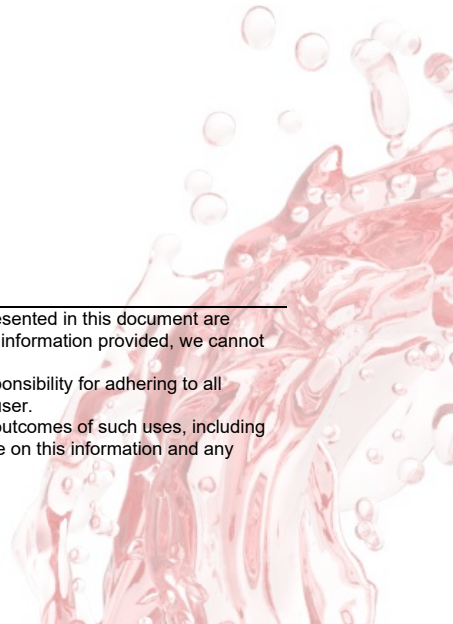 esented in this document are
information provided, we cannot
ponsibility for adhering to all
user.
outcomes of such uses, including
e on this information and any